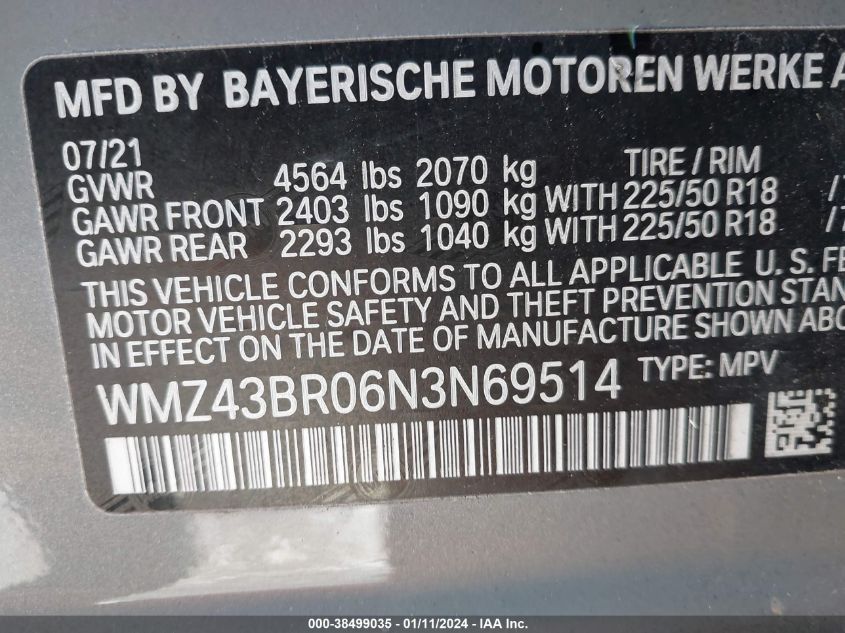 MFD BY BAYERISCHE MOTOREN WERKE A
07/21
GVWR 4564 lbs 2070 kg TIRE / RIM
GAWR FRONT 2403 lbs 1090 kg WITH 225/50 R18 /7
GAWR REAR 2293 lbs 1040 kg WITH 225/50 R18 /7
THIS VEHICLE CONFORMS TO ALL APPLICABLE U. S. FE
MOTOR VEHICLE SAFETY AND THEFT PREVENTION STAN
IN EFFECT ON THE DATE OF MANUFACTURE SHOWN ABO
WMZ43BR06N3N69514 TYPE: MPV
000-38499035 - 01/11/2024 - IAA Inc.